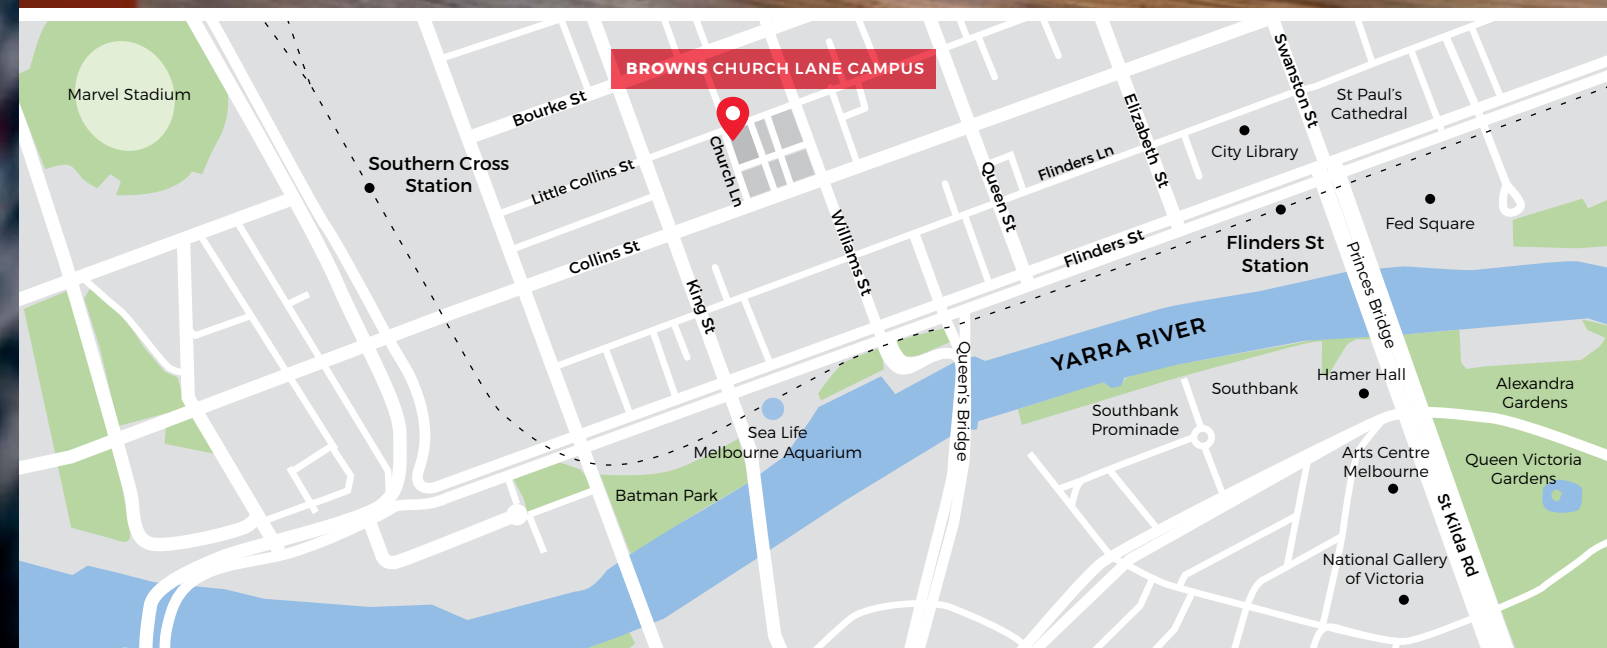 BROWNS CHURCH LANE CAMPUS
Marvel Stadium
Southern Cross
Station
Bourke St
Little Collins St
Collins St
Church Ln
King St
Williams St
Queen St
Flinders Ln
Elizabeth St
Flinders St
Swanston St
St Paul's
Cathedral
City Library
Fed Square
Flinders St
Station
Princes Bridge
YARRA RIVER
Queen's Bridge
Sea Life
Melbourne Aquarium
Batman Park
Southbank
Prominade
Southbank
Hamer Hall
Alexandra
Gardens
Arts Centre
Melbourne
Queen Victoria
Gardens
St Kilda Rd
National Gallery
of Victoria